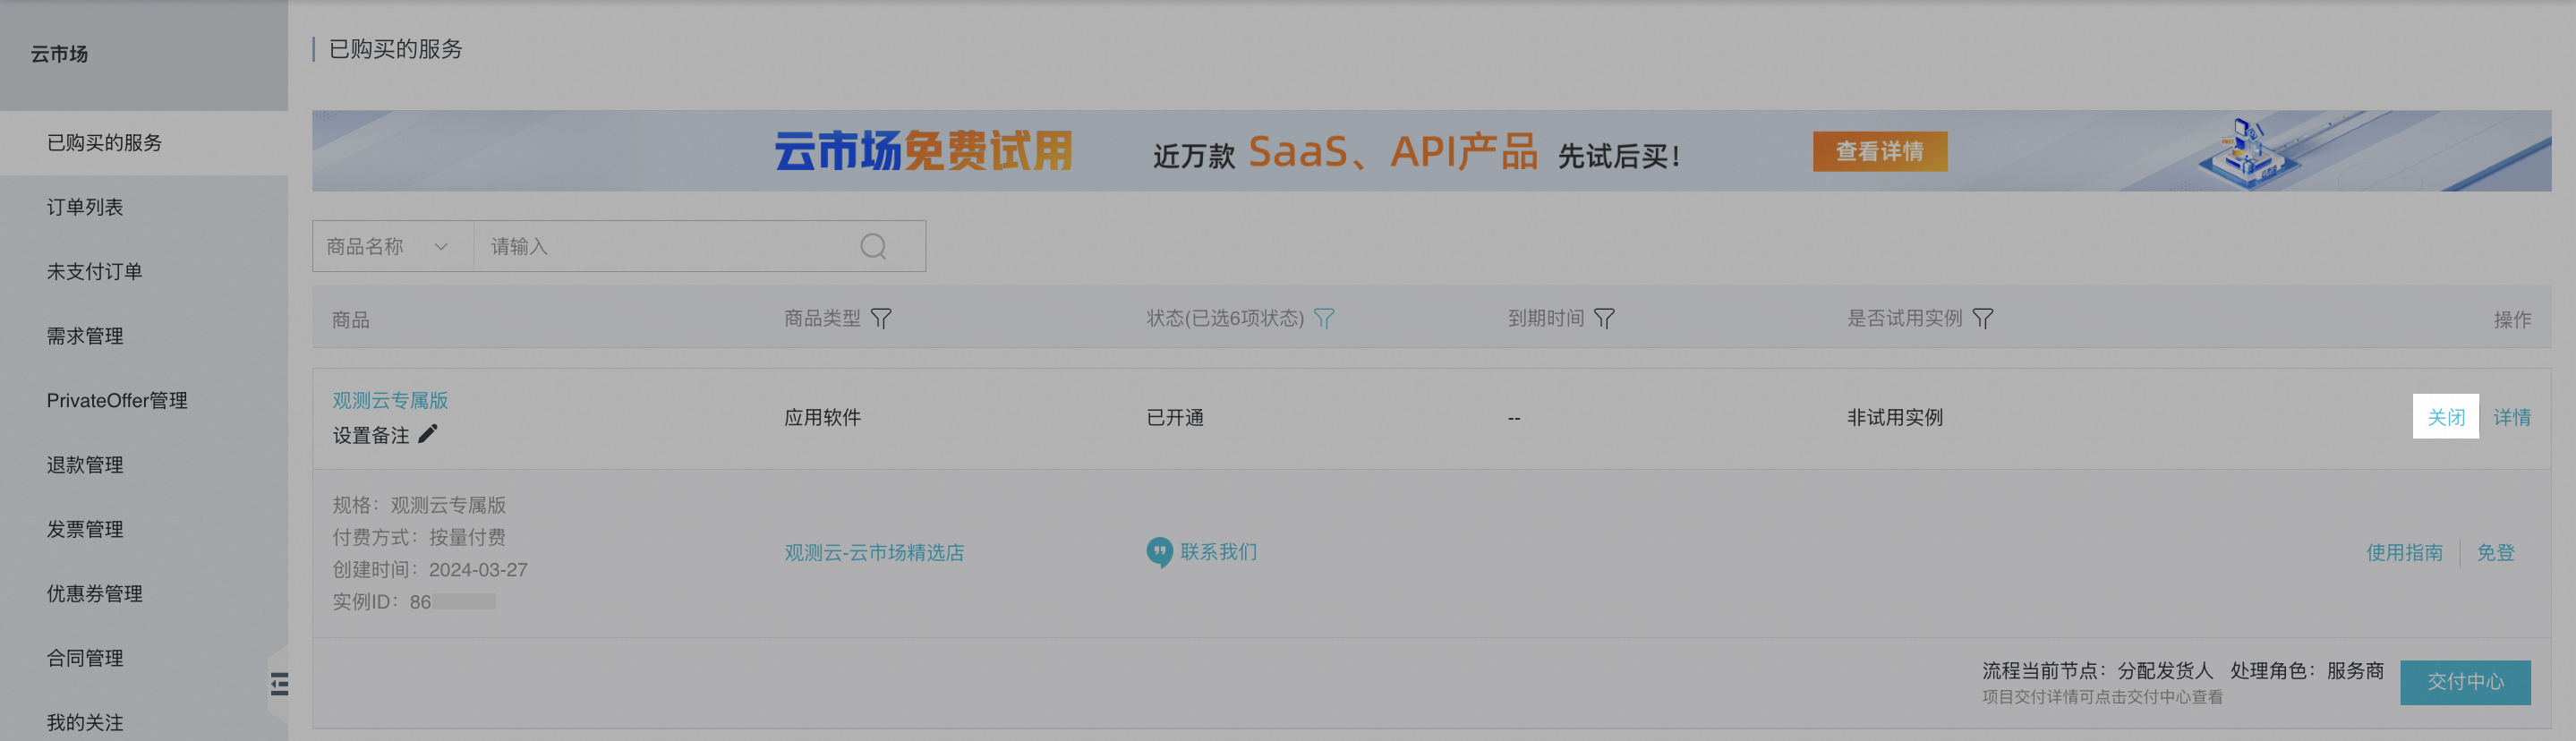 云市场
已购买的服务
订单列表
未支付订单
需求管理
PrivateOffer管理
退款管理
发票管理
优惠券管理
合同管理
我的关注
已购买的服务
云市场免费试用 近万款 SaaS、API产品 先试后买! 查看详情
商品名称 请输入
商品 商品类型 状态(已选6项状态) 到期时间 是否试用实例 操作
观测云专属版
设置备注
应用软件 已开通 -- 非试用实例 关闭 详情
规格：观测云专属版
付费方式：按量付费
创建时间：2024-03-27
实例ID：86
观测云-云市场精选店 联系我们 使用指南 免登
流程当前节点：分配发货人 处理角色：服务商
项目交付详情可点击交付中心查看
交付中心